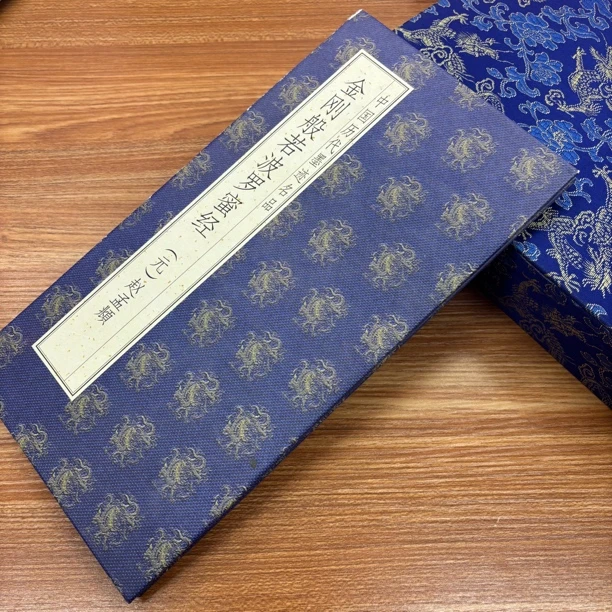 中国历代墨迹名品
金刚般若波罗蜜经
(元)赵孟頫